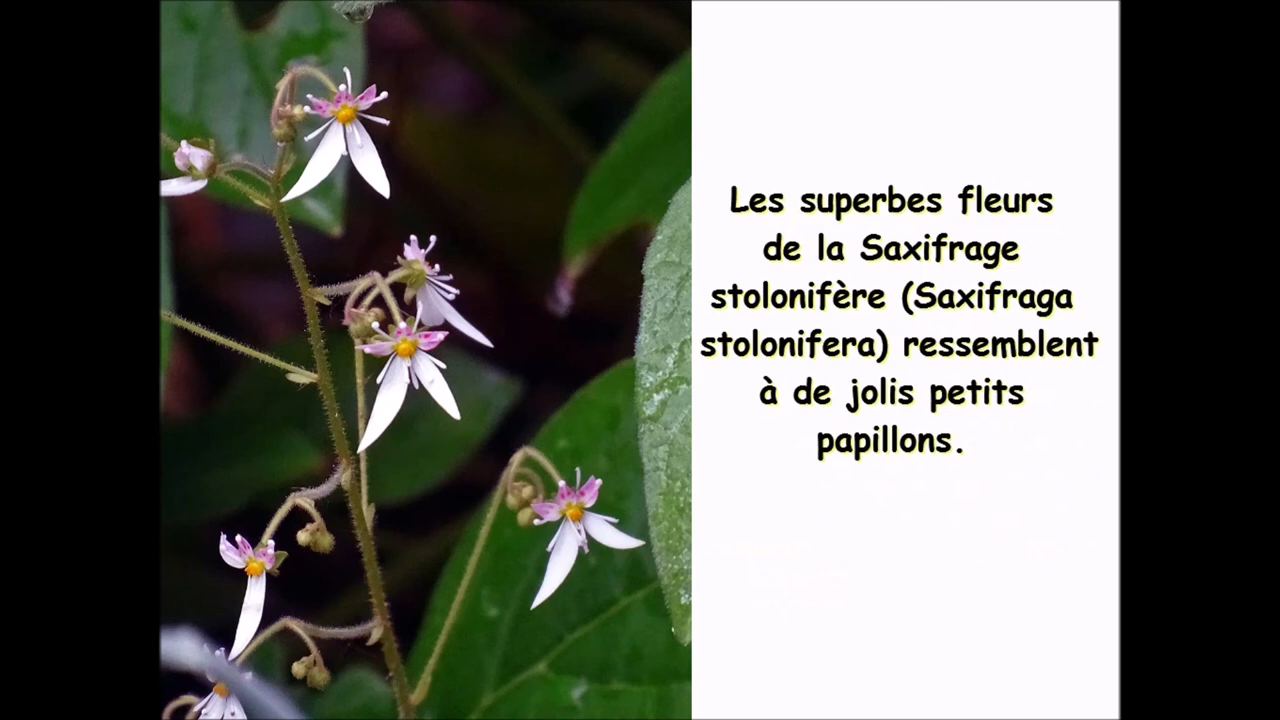 Les superbes fleurs
de la Saxifrage
stolonifère (Saxifraga
stolonifera) ressemblent
à de jolis petits
papillons.